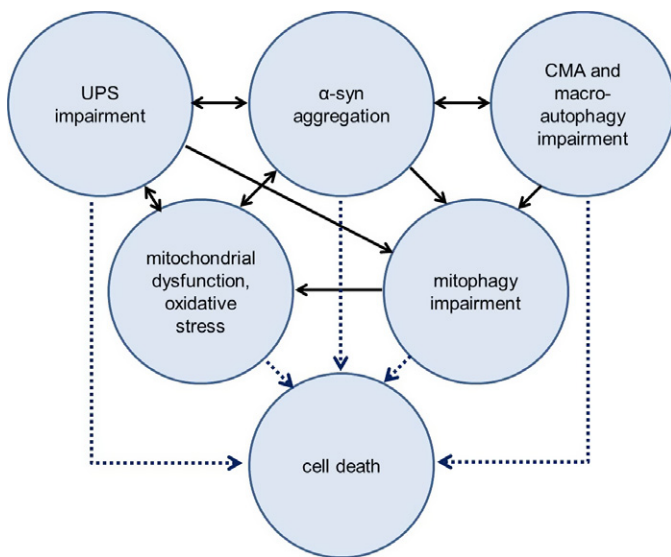 UPS
impairment
α-syn
aggregation
CMA and
macro-
autophagy
impairment
mitochondrial
dysfunction,
oxidative
stress
mitophagy
impairment
cell death